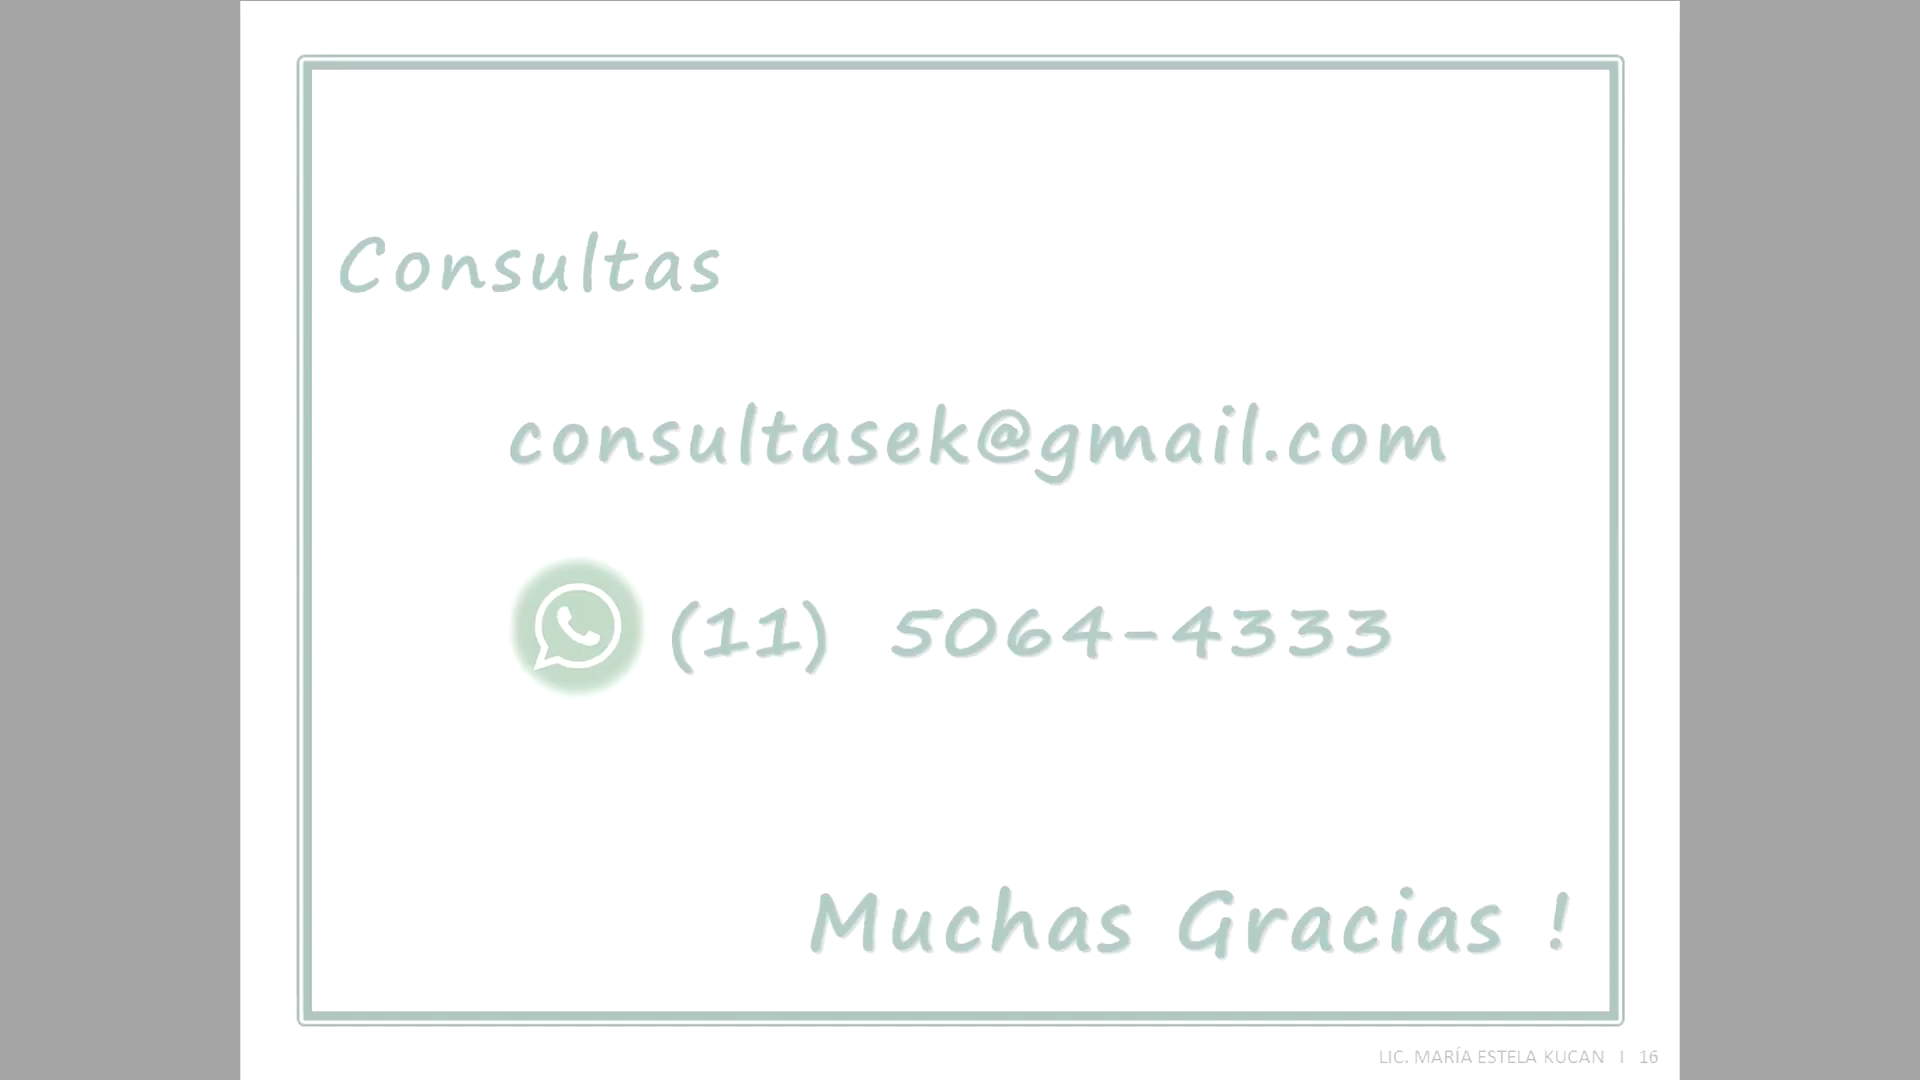 Consultas
consultasek@gmail.com
(11) 5064-4333
Muchas Gracias !
LIC. MARÍA ESTELA KUCAN I 16